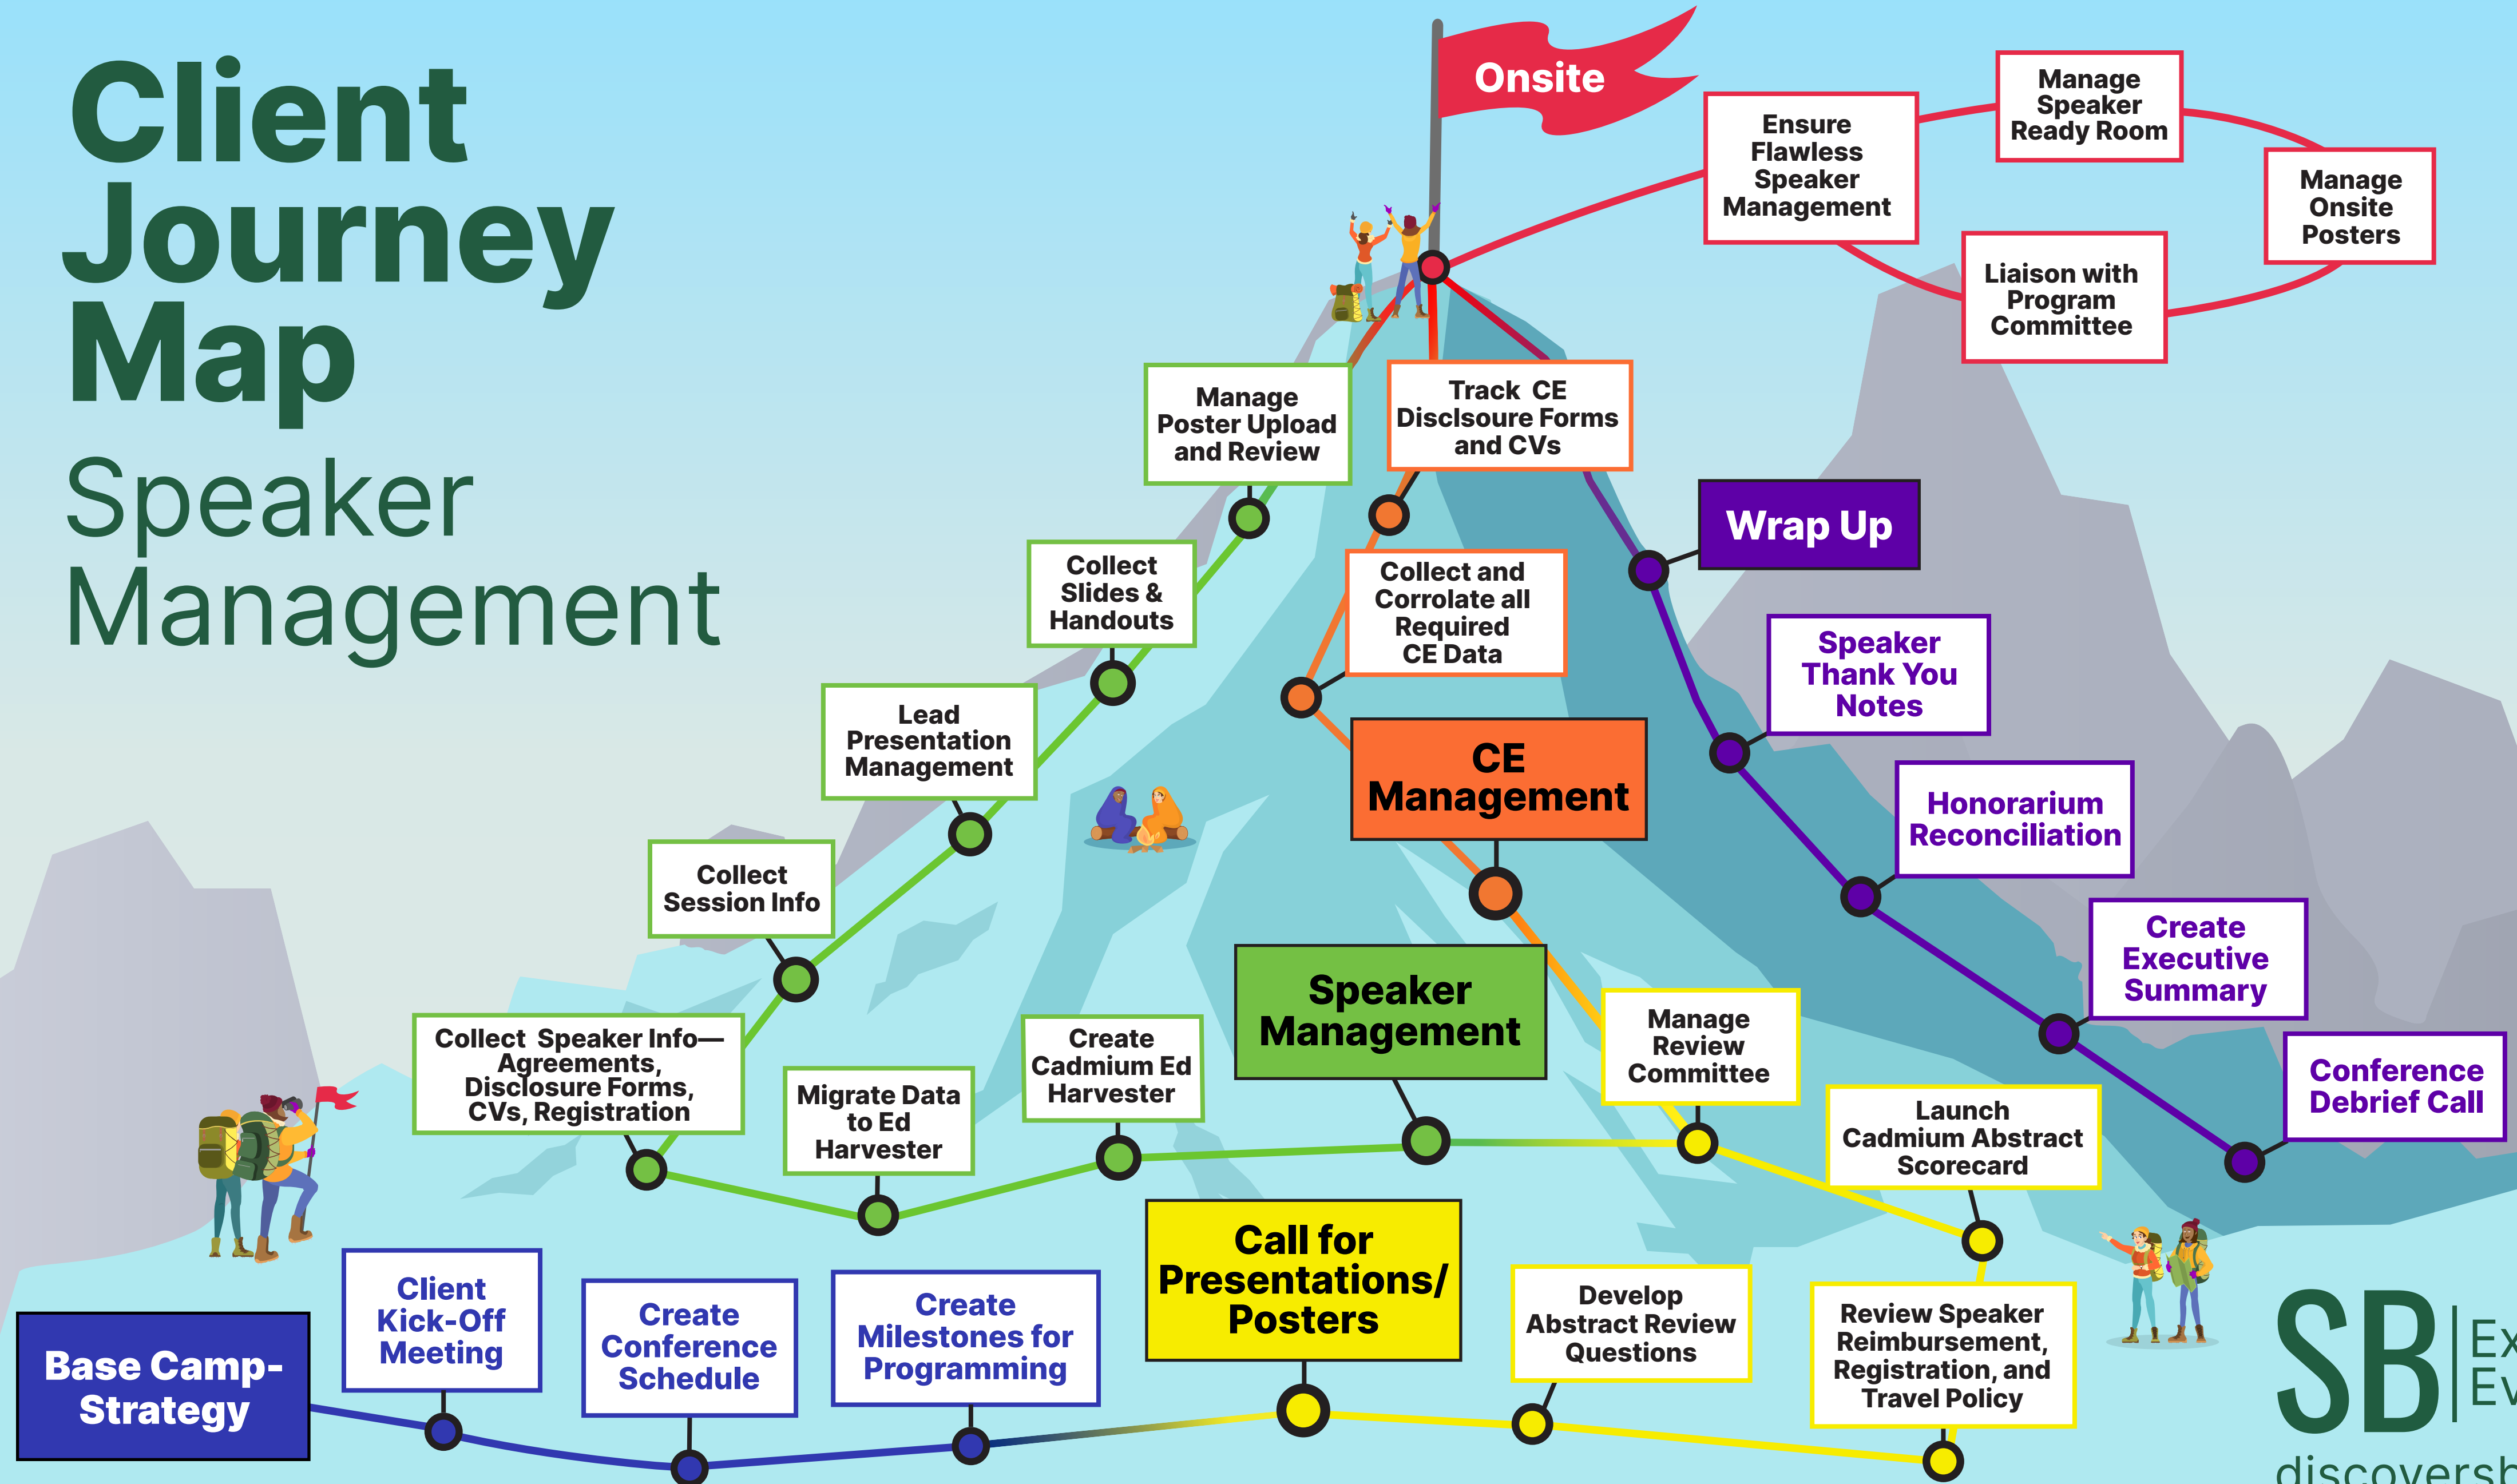 Client
Journey
Map
Speaker
Management
Onsite
Ensure
Flawless
Speaker
Management
Manage
Speaker
Ready Room
Manage
Onsite
Posters
Liaison with
Program
Committee
Manage
Poster Upload
and Review
Track CE
Disclsoure Forms
and CVs
Collect
Slides &
Handouts
Collect and
Corrolate all
Required
CE Data
Wrap Up
Speaker
Thank You
Notes
Lead
Presentation
Management
CE
Management
Honorarium
Reconciliation
Collect
Session Info
Create
Executive
Summary
Speaker
Management
Manage
Review
Committee
Collect Speaker Info—
Agreements,
Disclosure Forms,
CVs, Registration
Migrate Data
to Ed
Harvester
Create
Cadmium Ed
Harvester
Launch
Cadmium Abstract
Scorecard
Conference
Debrief Call
Base Camp-
Strategy
Client
Kick-Off
Meeting
Create
Conference
Schedule
Create
Milestones for
Programming
Call for
Presentations/
Posters
Develop
Abstract Review
Questions
Review Speaker
Reimbursement,
Registration, and
Travel Policy
SB